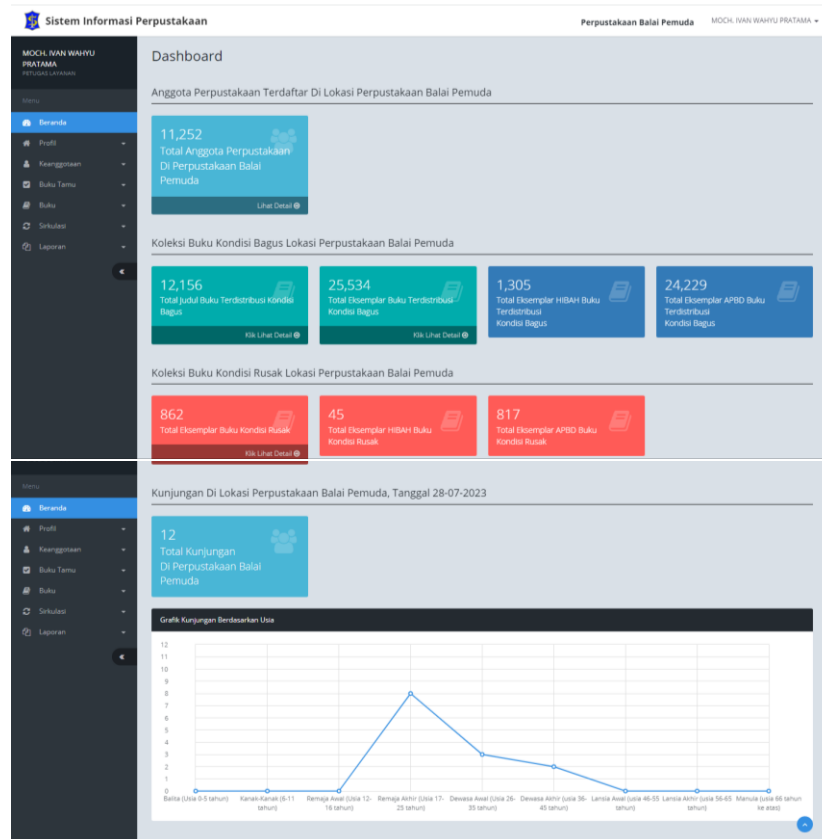 Sistem Informasi Perpustakaan
Perpustakaan Balai Pemuda
MOCH. IVAN WAHYU PRATAMA
MOCH. IVAN WAHYU
PRATAMA
PETUGAS LAYANAN
Menu
Beranda
Profil
Keanggotaan
Buku Tamu
Buku
Sirkulasi
Laporan
Dashboard
Anggota Perpustakaan Terdaftar Di Lokasi Perpustakaan Balai Pemuda
11,252
Total Anggota Perpustakaan
Di Perpustakaan Balai
Pemuda
Lihat Detail
Koleksi Buku Kondisi Bagus Lokasi Perpustakaan Balai Pemuda
12,156
Total Judul Buku Terdistribusi Kondisi
Bagus
Klik Lihat Detail
25,534
Total Eksemplar Buku Terdistribusi
Kondisi Bagus
Klik Lihat Detail
1,305
Total Eksemplar HIBAH Buku
Terdistribusi
Kondisi Bagus
24,229
Total Eksemplar APBD Buku
Terdistribusi
Kondisi Bagus
Koleksi Buku Kondisi Rusak Lokasi Perpustakaan Balai Pemuda
862
Total Eksemplar Buku Kondisi Rusak
Klik Lihat Detail
45
Total Eksemplar HIBAH Buku
Kondisi Rusak
817
Total Eksemplar APBD Buku
Kondisi Rusak
Menu
Beranda
Profil
Keanggotaan
Buku Tamu
Buku
Sirkulasi
Laporan
Kunjungan Di Lokasi Perpustakaan Balai Pemuda, Tanggal 28-07-2023
12
Total Kunjungan
Di Perpustakaan Balai
Pemuda
Grafik Kunjungan Berdasarkan Usia
12
11
10
9
8
7
6
5
4
3
2
1
0
Balita (Usia 0-5 tahun)
Kanak-Kanak (6-11
tahun)
Remaja Awal (Usia 12-
16 tahun)
Remaja Akhir (Usia 17-
25 tahun)
Dewasa Awal (Usia 26-
35 tahun)
Dewasa Akhir (usia 36-
45 tahun)
Lansia Awal (usia 46-55
tahun)
Lansia Akhir (usia 56-65
tahun)
Manula (usia 66 tahun
ke atas)